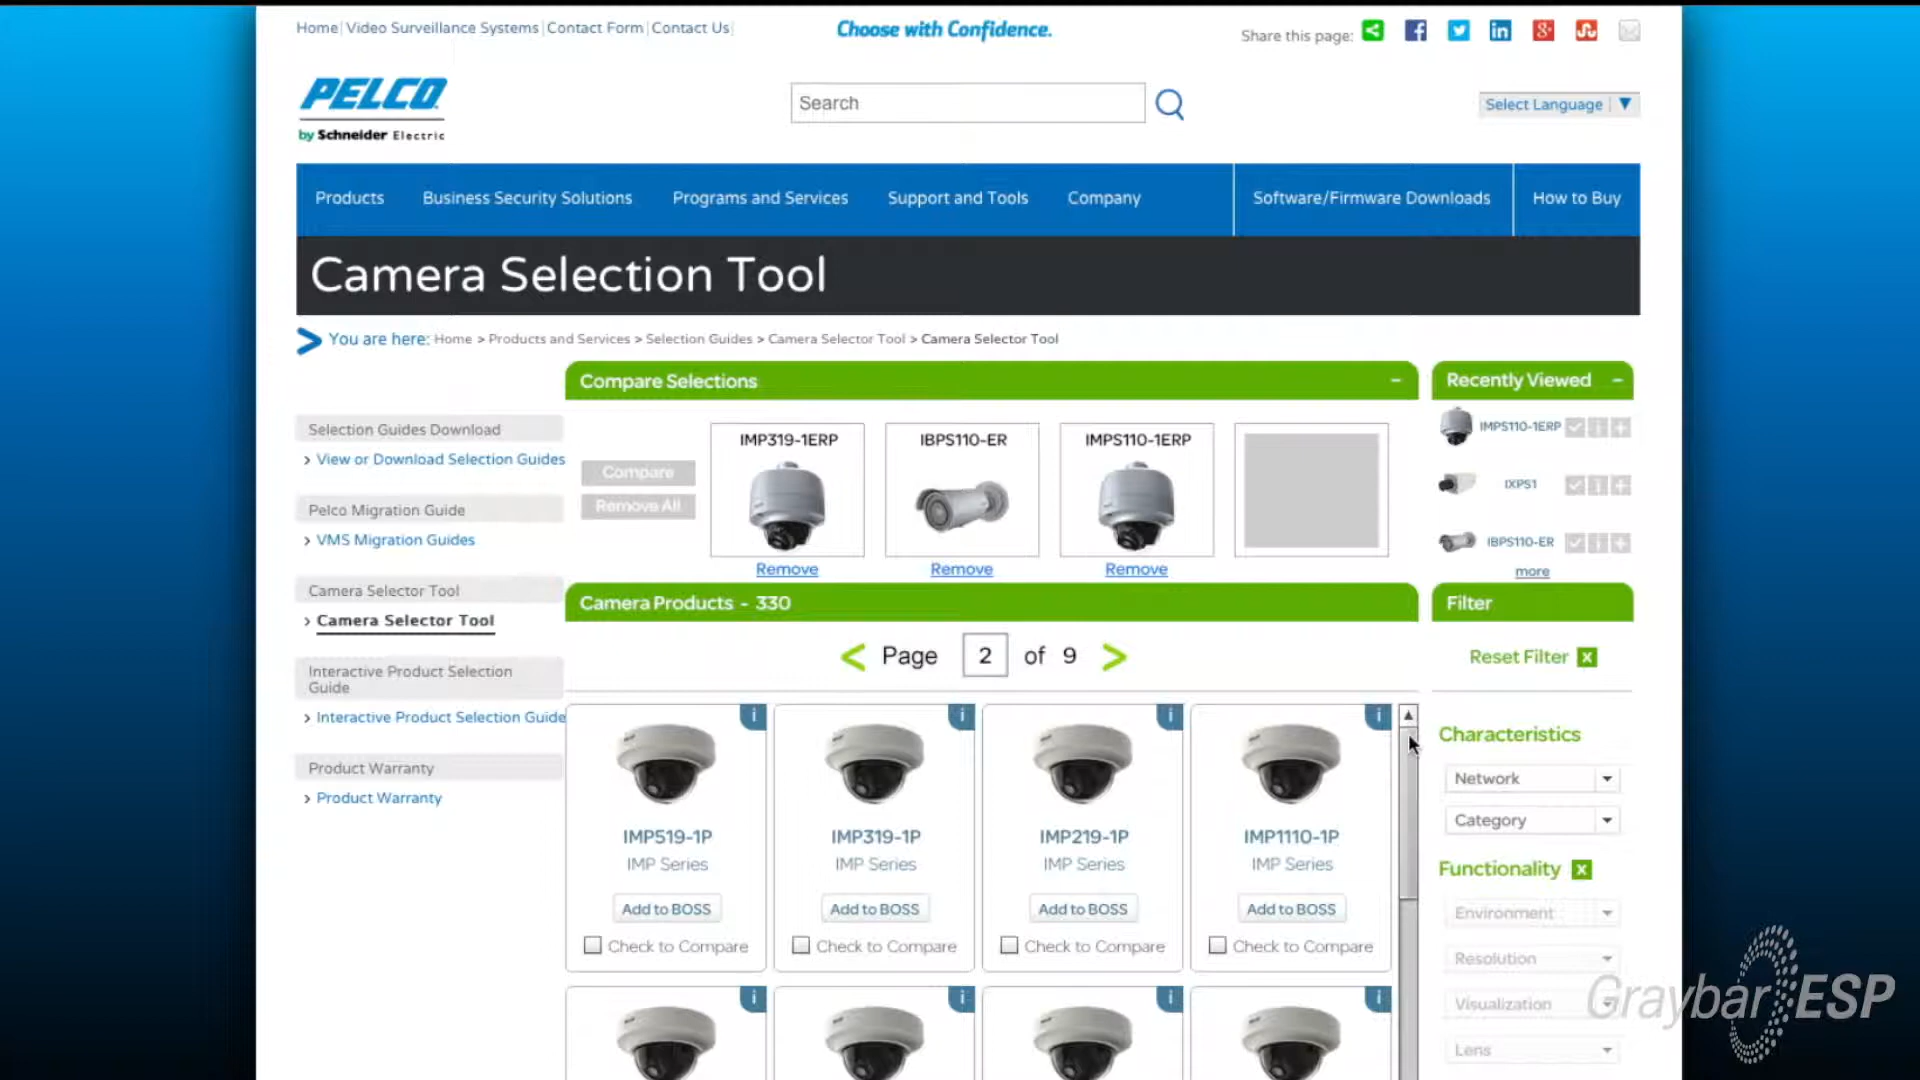 Home | Video Surveillance Systems | Contact Form | Contact Us |
Choose with Confidence.
Share this page:
PELCO
by Schneider Electric
Search
Select Language | ▼
Products
Business Security Solutions
Programs and Services
Support and Tools
Company
Software/Firmware Downloads
How to Buy
Camera Selection Tool
You are here: Home > Products and Services > Selection Guides > Camera Selector Tool > Camera Selector Tool
Selection Guides Download
> View or Download Selection Guides
Pelco Migration Guide
> VMS Migration Guides
Camera Selector Tool
> Camera Selector Tool
Interactive Product Selection
Guide
> Interactive Product Selection Guide
Product Warranty
> Product Warranty
Compare Selections
Compare
Remove All
IMP319-1ERP
Remove
IBPS110-ER
Remove
IMPS110-1ERP
Remove
Recently Viewed
IMPS110-1ERP
IXPS1
IBPS110-ER
more
Camera Products - 330
< Page 2 of 9 >
IMP519-1P
IMP Series
Add to BOSS
Check to Compare
IMP319-1P
IMP Series
Add to BOSS
Check to Compare
IMP219-1P
IMP Series
Add to BOSS
Check to Compare
IMP1110-1P
IMP Series
Add to BOSS
Check to Compare
Filter
Reset Filter x
Characteristics
Network
Category
Functionality x
Environment
Resolution
Visualization
Lens
Graybar ESP